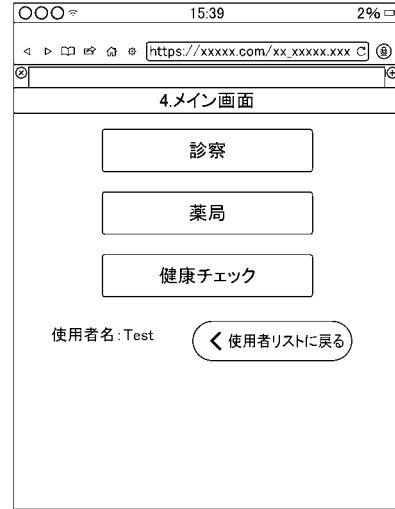 15:39
2%
https://xxxxx.com/xx_xxxxx.xxx
4.メイン画面
診察
薬局
健康チェック
使用者名:Test
使用者リストに戻る